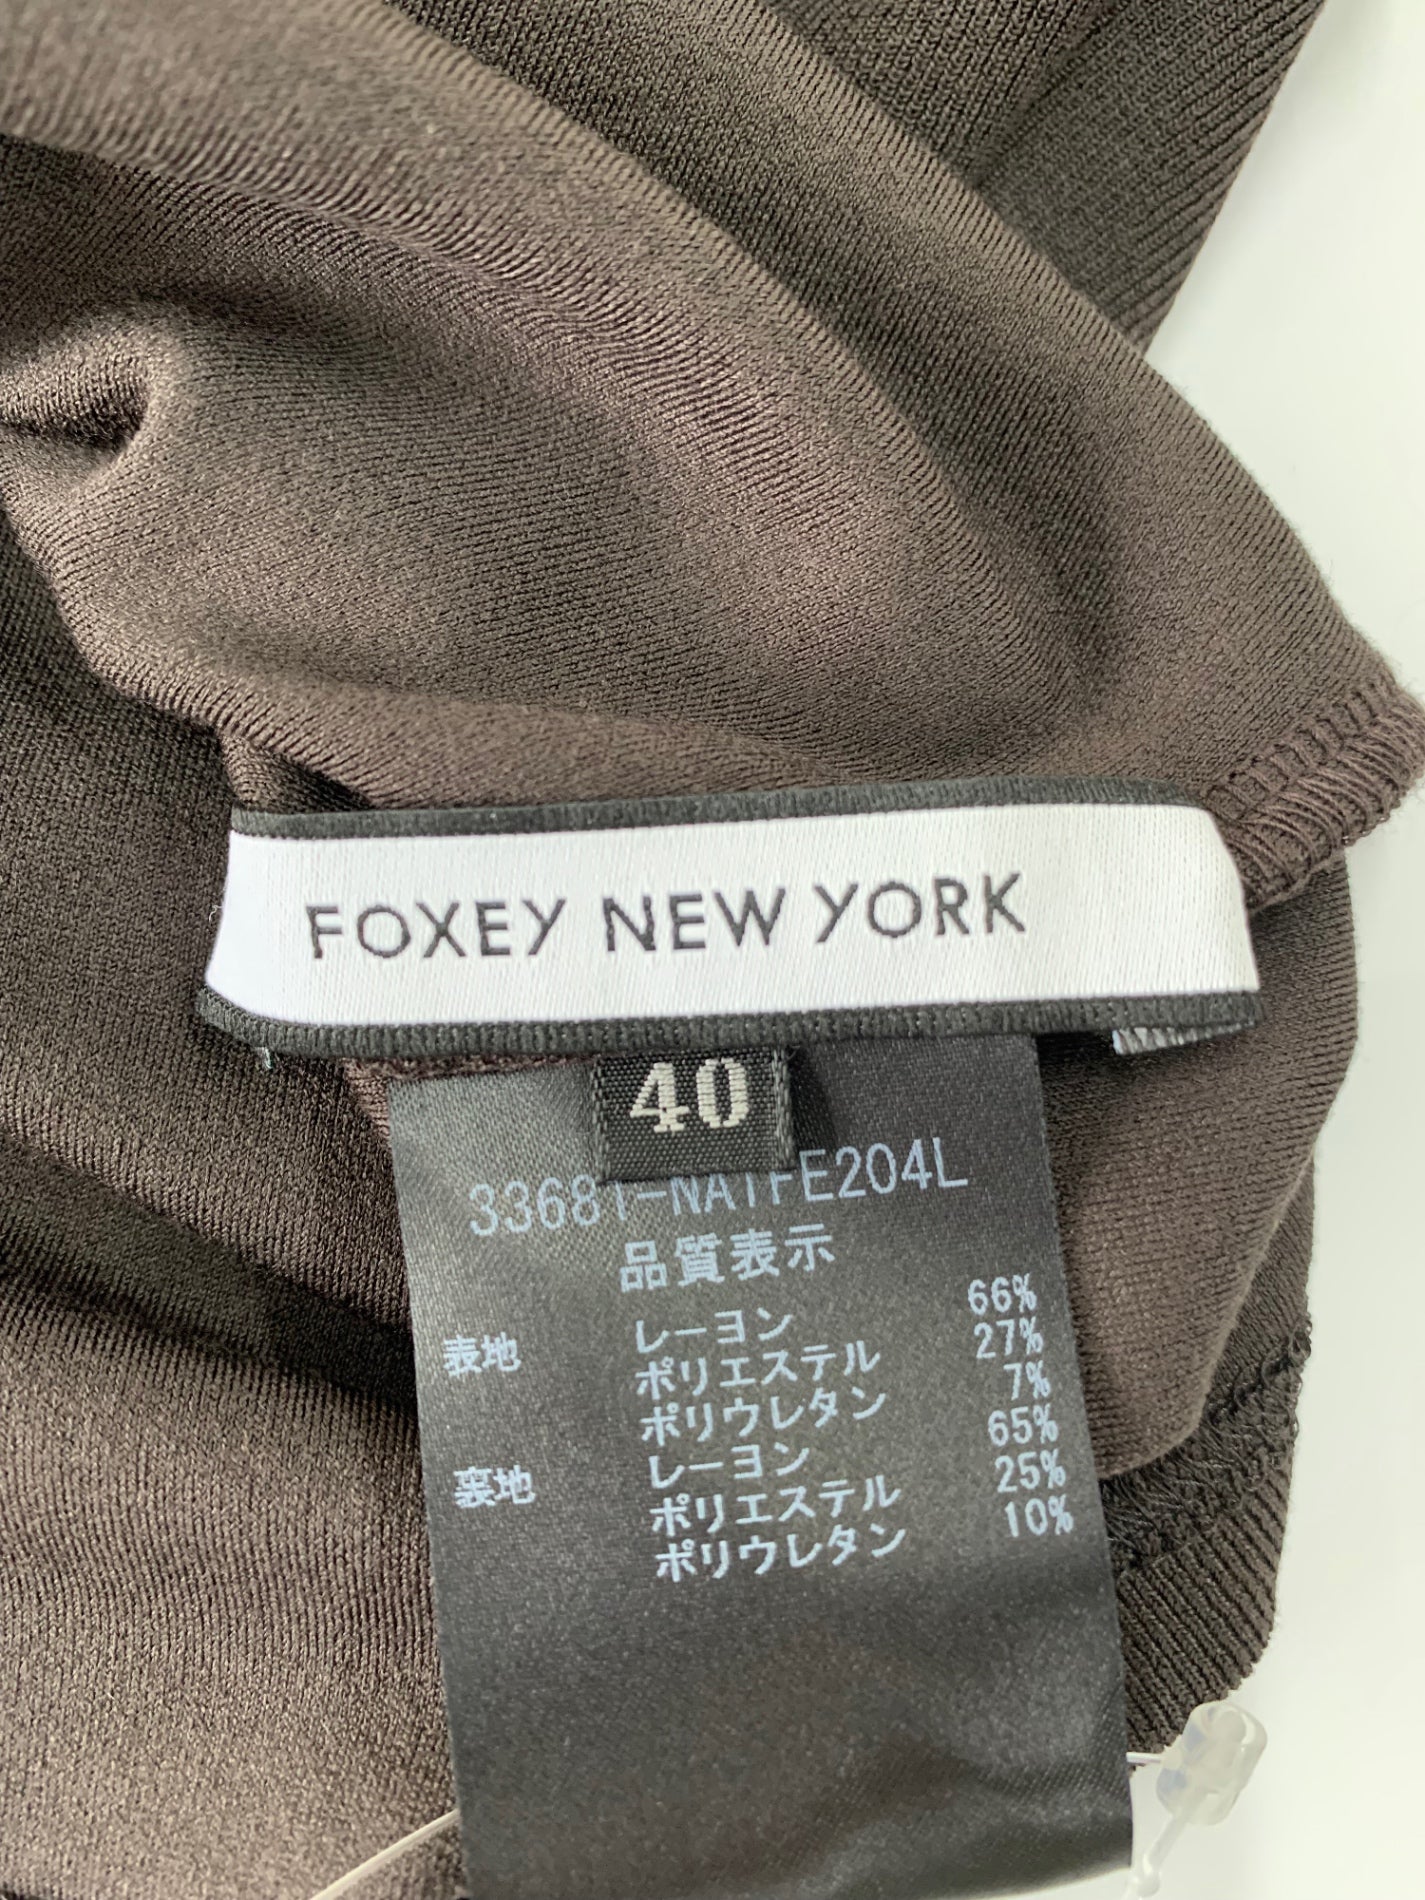 FOXEY NEW YORK
40
品質表示
表地 レーヨン 66%
ポリエステル 27%
ポリウレタン 7%
裏地 レーヨン 65%
ポリエステル 25%
ポリウレタン 10%